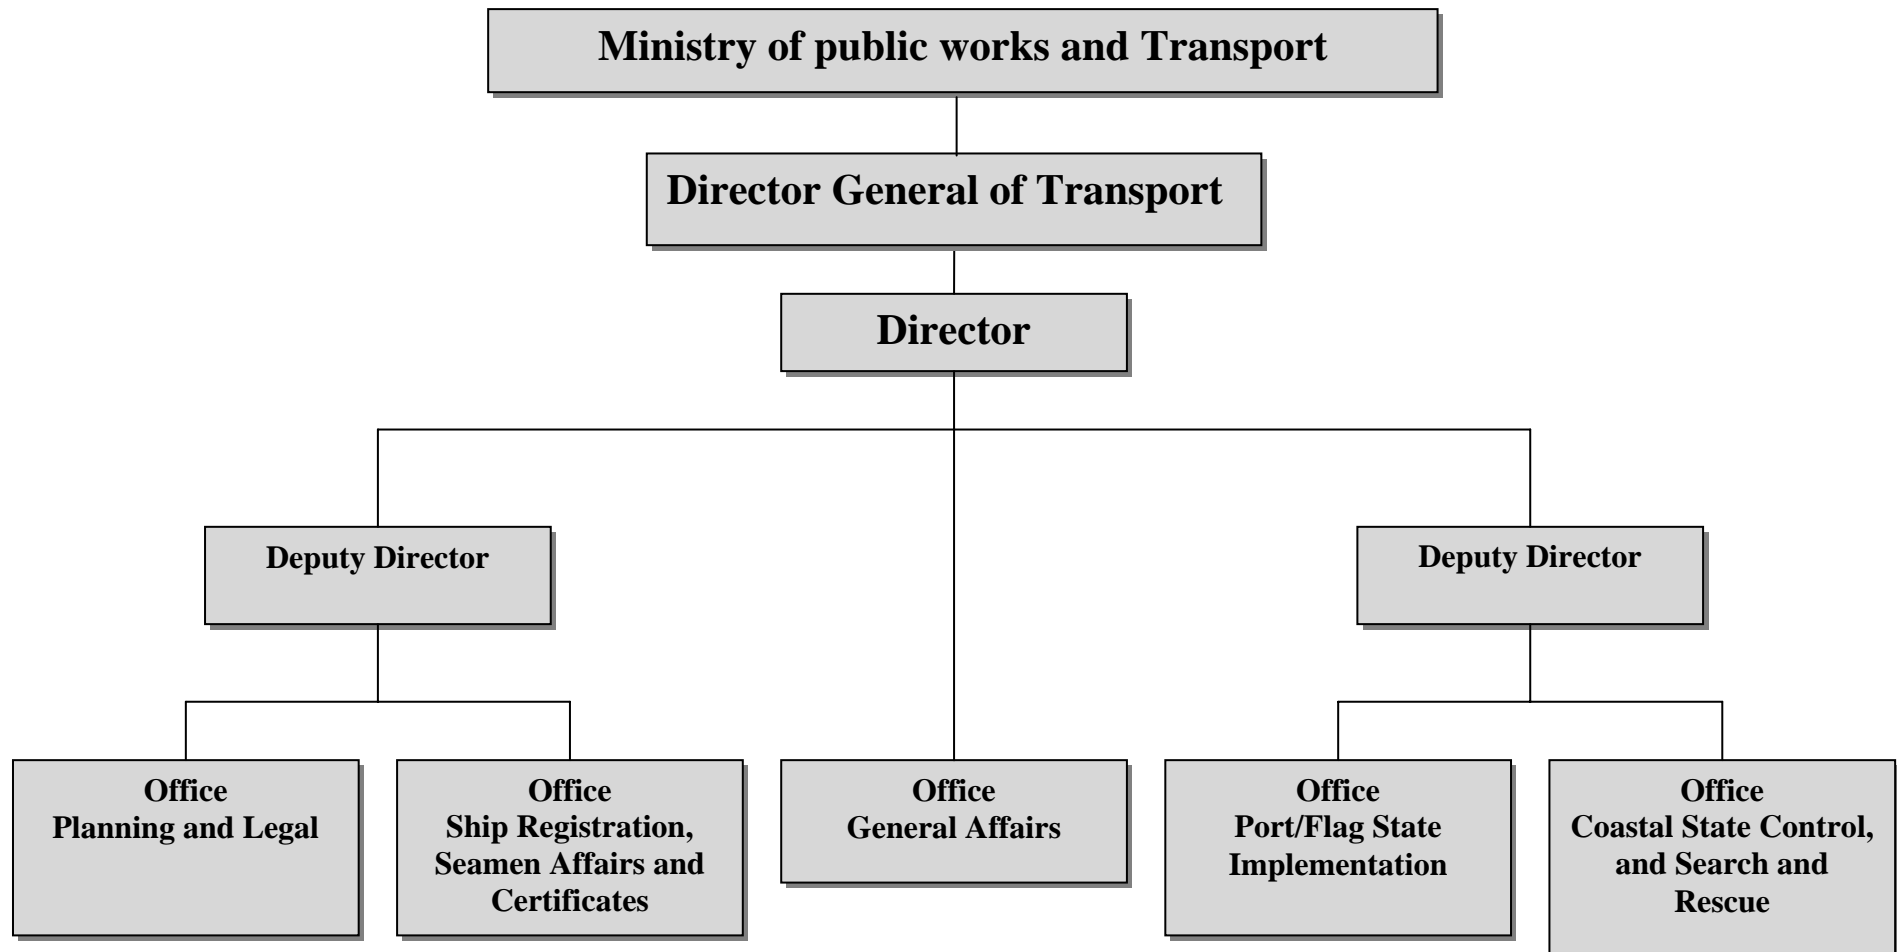 Ministry of public works and Transport
Director General of Transport
Director
Deputy Director
Deputy Director
Office
Planning and Legal
Office
Ship Registration,
Seamen Affairs and
Certificates
Office
General Affairs
Office
Port/Flag State
Implementation
Office
Coastal State Control,
and Search and
Rescue